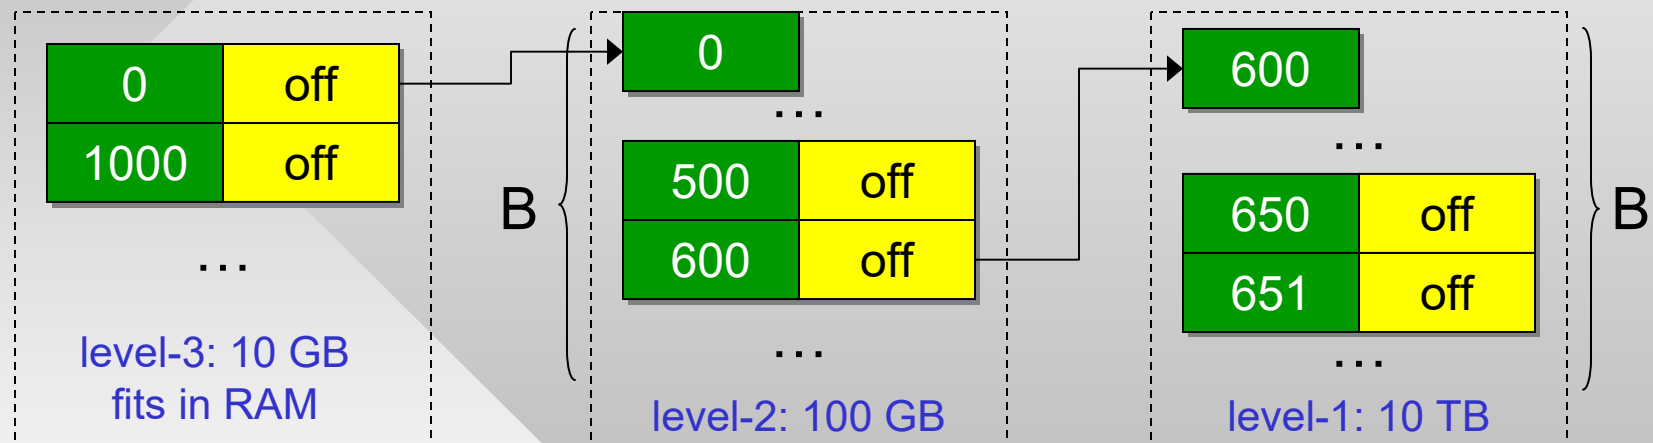 0 off
1000 off
...
level-3: 10 GB
fits in RAM
B
0
...
500 off
600 off
...
level-2: 100 GB
600
...
650 off
651 off
...
level-1: 10 TB
B